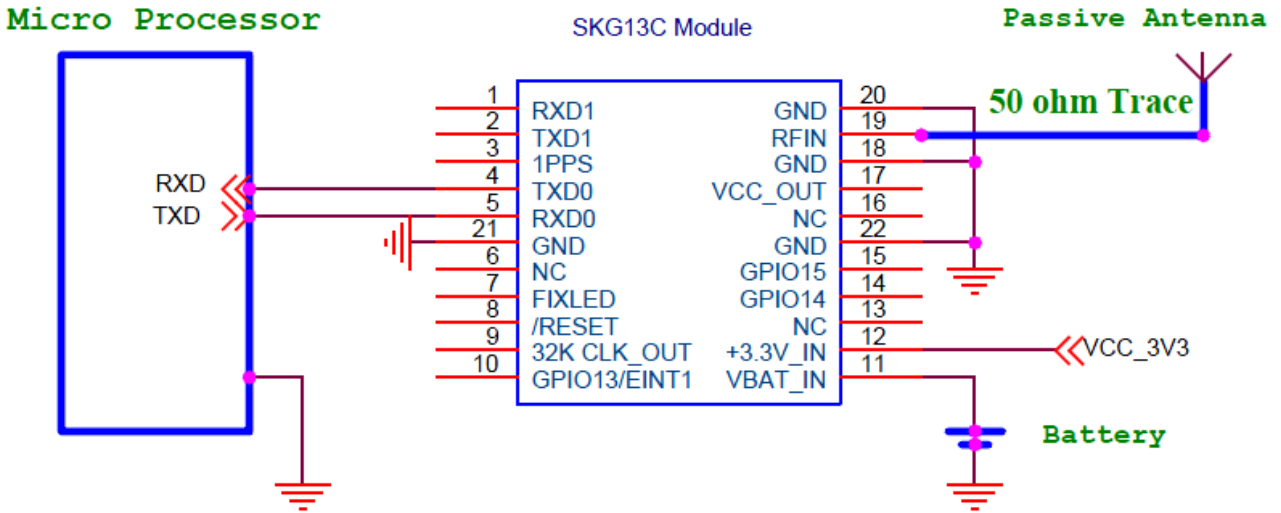 Micro Processor
SKG13C Module
Passive Antenna
50 ohm Trace
RXD
TXD
1 RXD1
2 TXD1
3 1PPS
4 TXD0
5 RXD0
21 GND
6 NC
7 FIXLED
8 /RESET
9 32K CLK_OUT
10 GPIO13/EINT1
GND 20
RFIN 19
GND 18
VCC_OUT 17
NC 16
GND 22
GPIO15 15
GPIO14 14
NC 13
+3.3V_IN 12
VBAT_IN 11
VCC_3V3
Battery